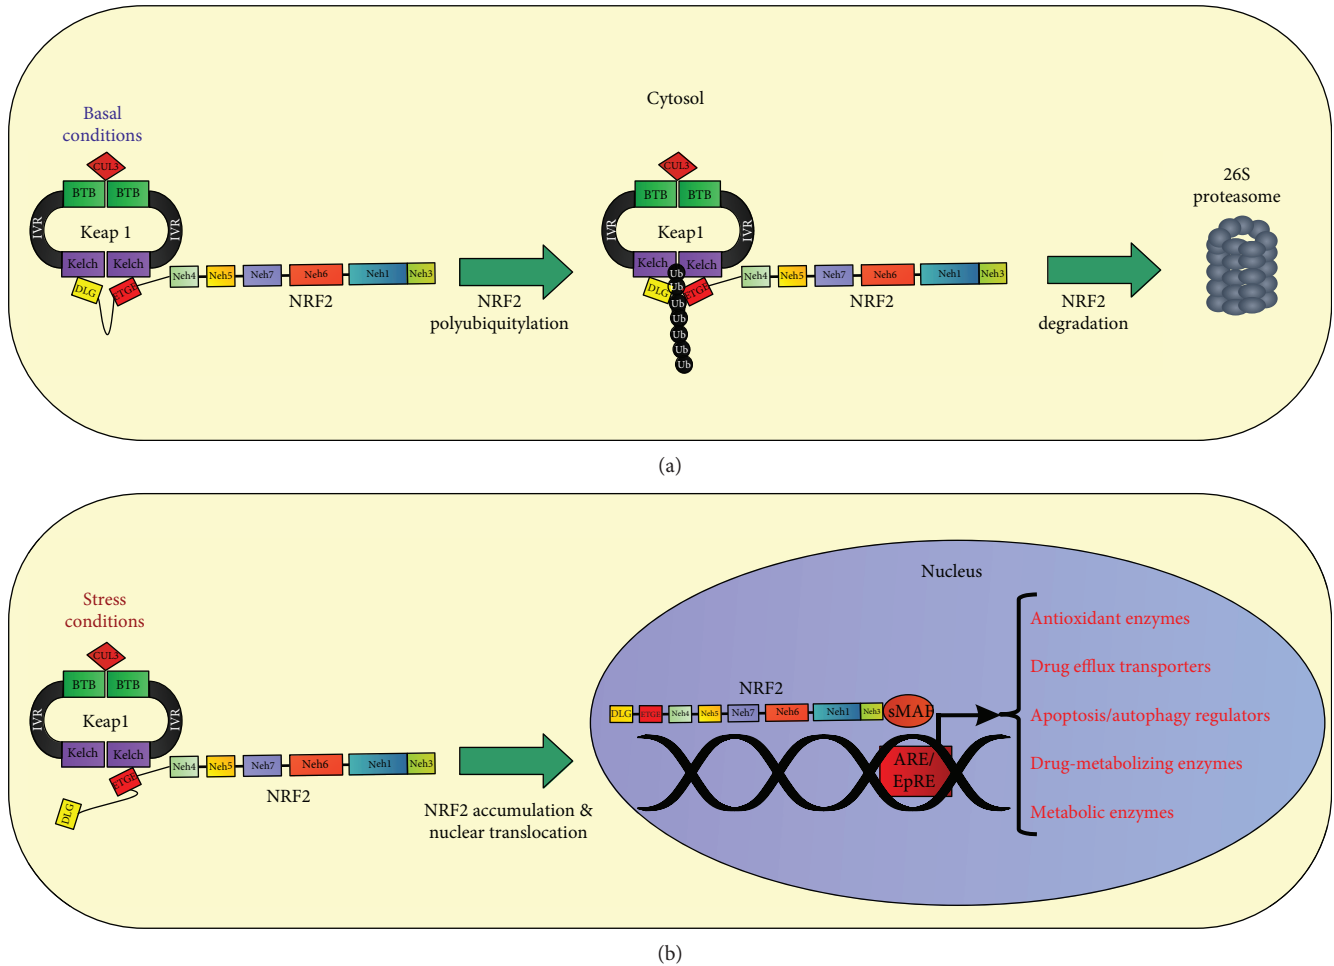 Basal
conditions
CUL3
BTB BTB
IVR
Keap 1
IVR
Kelch Kelch
DLG
ETGE
Neh4 Neh5 Neh7 Neh6 Neh1 Neh3
NRF2
NRF2
polyubiquitylation
Cytosol
CUL3
BTB BTB
IVR
Keap1
IVR
Kelch Kelch
DLG
ETGE
Ub
Ub
Ub
Ub
Ub
Ub
Ub
Neh4 Neh5 Neh7 Neh6 Neh1 Neh3
NRF2
NRF2
degradation
26S
proteasome
(a)
Stress
conditions
CUL3
BTB BTB
IVR
Keap1
IVR
Kelch Kelch
ETGE
DLG
Neh4 Neh5 Neh7 Neh6 Neh1 Neh3
NRF2
NRF2 accumulation &
nuclear translocation
Nucleus
NRF2
DLG ETGE Neh4 Neh5 Neh7 Neh6 Neh1 Neh3 sMAF
ARE/
EpRE
Antioxidant enzymes
Drug efflux transporters
Apoptosis/autophagy regulators
Drug-metabolizing enzymes
Metabolic enzymes
(b)